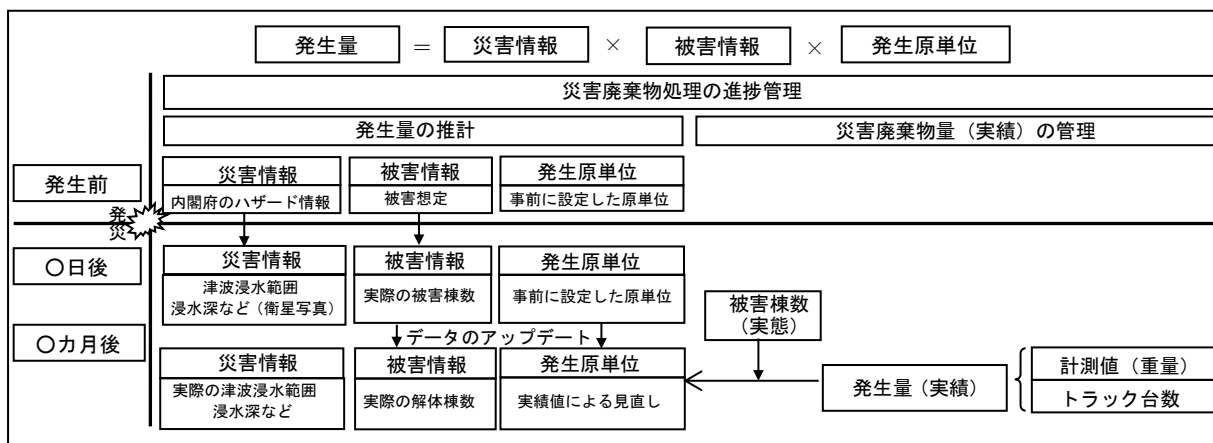 発生量 ＝ 災害情報 × 被害情報 × 発生原単位
災害廃棄物処理の進捗管理
発生量の推計 災害廃棄物量（実績）の管理
発生前
災害情報 被害情報 発生原単位
内閣府のハザード情報 被害想定 事前に設定した原単位
発災
〇日後
災害情報 被害情報 発生原単位
津波浸水範囲
浸水深など（衛星写真） 実際の被害棟数 事前に設定した原単位
被害棟数
（実態）
〇カ月後
データのアップデート
災害情報 被害情報 発生原単位
実際の津波浸水範囲
浸水深など 実際の解体棟数 実績値による見直し
発生量（実績）
計測値（重量）
トラック台数